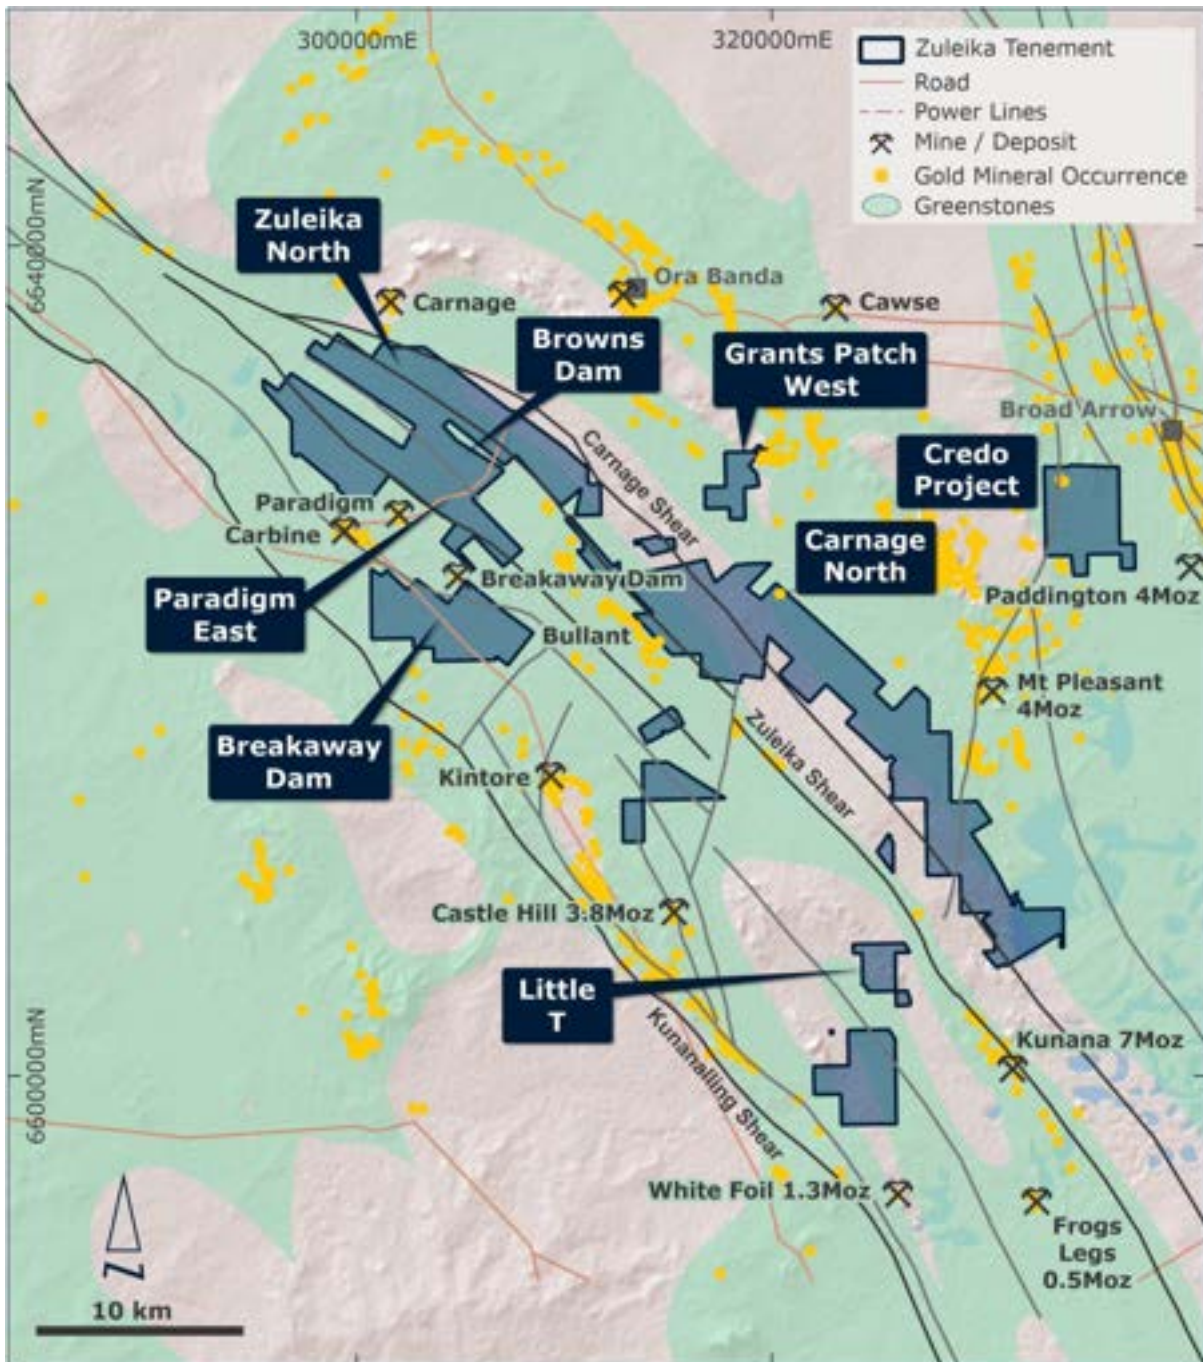 300000mE
320000mE
Zuleika Tenement
Road
Power Lines
Mine / Deposit
Gold Mineral Occurrence
Greenstones
6640000mN
Zuleika
North
Carnage
Ora Banda
Cawse
Browns
Dam
Grants Patch
West
Broad Arrow
Carnage Shear
Credo
Project
Paradigm
Carbine
Carnage
North
Paradigm
East
Breakaway Dam
Paddington 4Moz
Bullant
Mt Pleasant
4Moz
Breakaway
Dam
Zuleika Shear
Kintore
Castle Hill 3.8Moz
Little
T
Kunanalling Shear
Kunana 7Moz
6600000mN
White Foil 1.3Moz
Frogs
Legs
0.5Moz
N
10 km